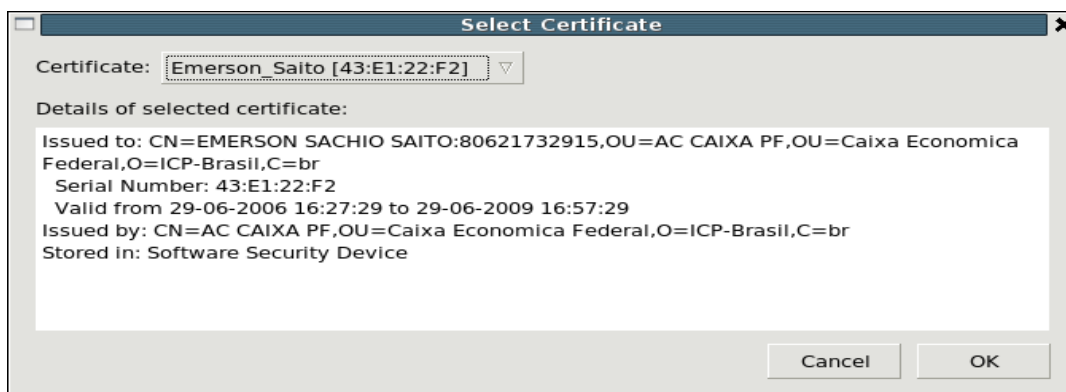 Select Certificate
Certificate: Emerson_Saito [43:E1:22:F2]
Details of selected certificate:
Issued to: CN=EMERSON SACHIO SAITO:80621732915,OU=AC CAIXA PF,OU=Caixa Economica
Federal,O=ICP-Brasil,C=br
Serial Number: 43:E1:22:F2
Valid from 29-06-2006 16:27:29 to 29-06-2009 16:57:29
Issued by: CN=AC CAIXA PF,OU=Caixa Economica Federal,O=ICP-Brasil,C=br
Stored in: Software Security Device
Cancel OK